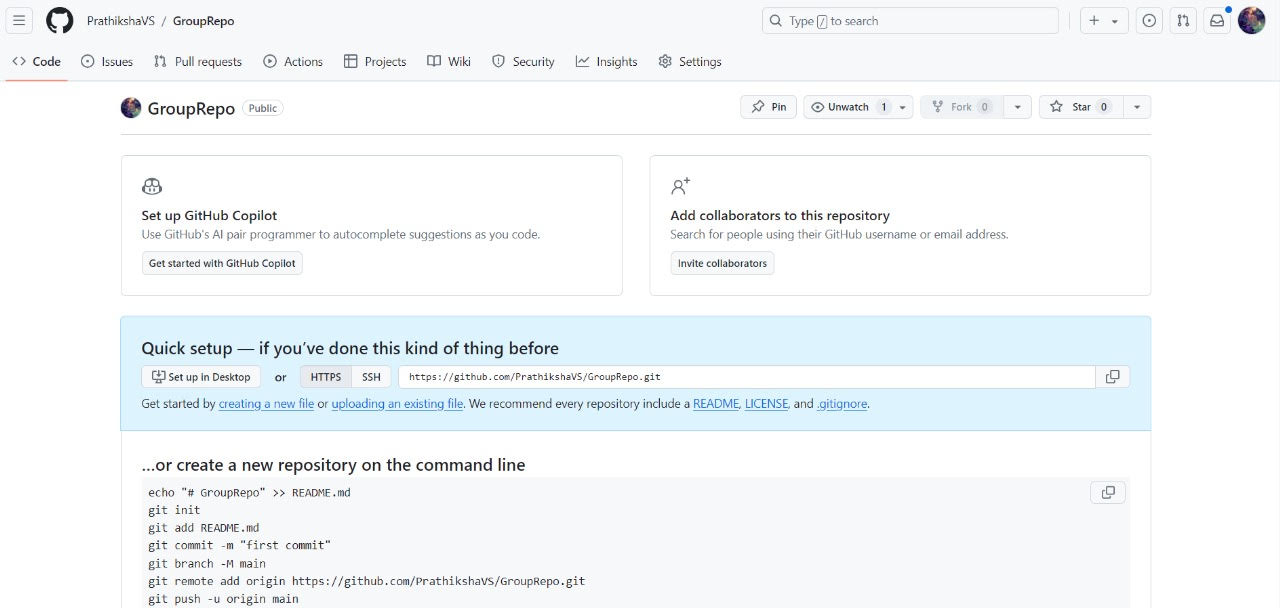 PrathikshaVS / GroupRepo
Type / to search
Code Issues Pull requests Actions Projects Wiki Security Insights Settings
GroupRepo Public
Pin Unwatch 1 Fork 0 Star 0
Set up GitHub Copilot
Use GitHub's AI pair programmer to autocomplete suggestions as you code.
Get started with GitHub Copilot
Add collaborators to this repository
Search for people using their GitHub username or email address.
Invite collaborators
Quick setup — if you’ve done this kind of thing before
Set up in Desktop or HTTPS SSH https://github.com/PrathikshaVS/GroupRepo.git
Get started by creating a new file or uploading an existing file. We recommend every repository include a README, LICENSE, and .gitignore.
…or create a new repository on the command line
echo "# GroupRepo" >> README.md
git init
git add README.md
git commit -m "first commit"
git branch -M main
git remote add origin https://github.com/PrathikshaVS/GroupRepo.git
git push -u origin main